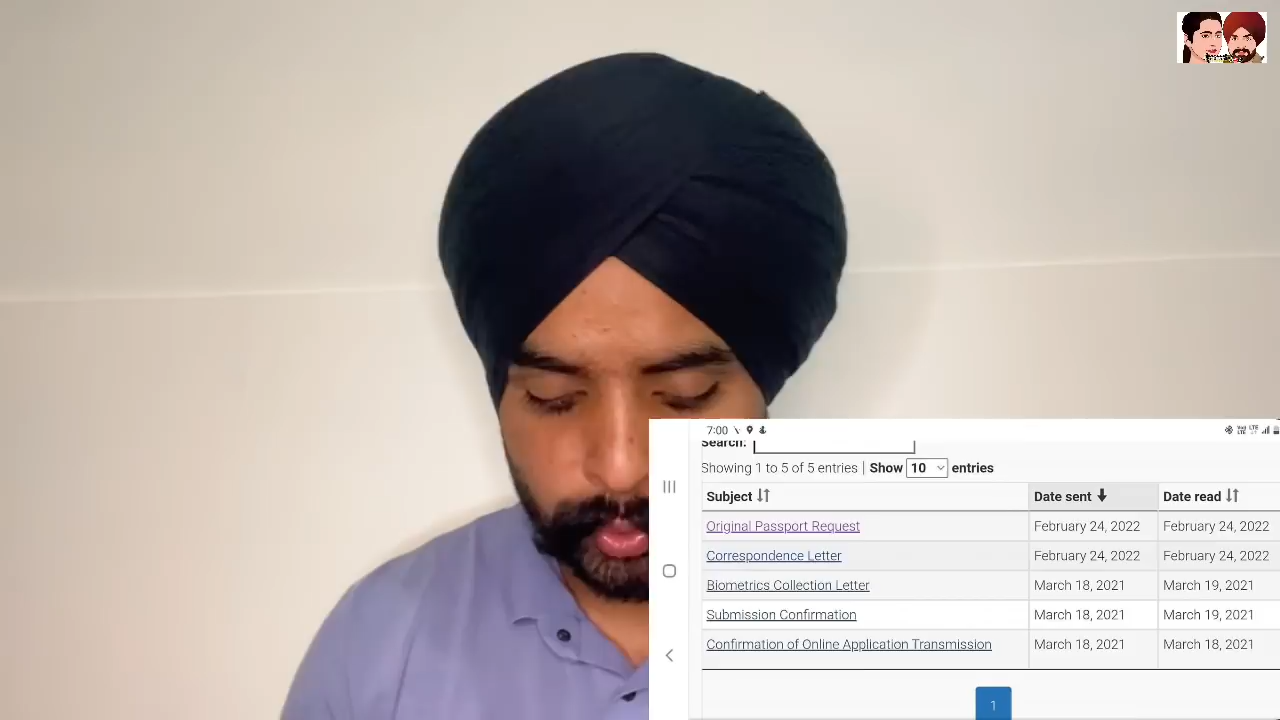 7:00
Search:
Showing 1 to 5 of 5 entries | Show 10 entries
Subject Date sent Date read
Original Passport Request February 24, 2022 February 24, 2022
Correspondence Letter February 24, 2022 February 24, 2022
Biometrics Collection Letter March 18, 2021 March 19, 2021
Submission Confirmation March 18, 2021 March 19, 2021
Confirmation of Online Application Transmission March 18, 2021 March 18, 2021
1